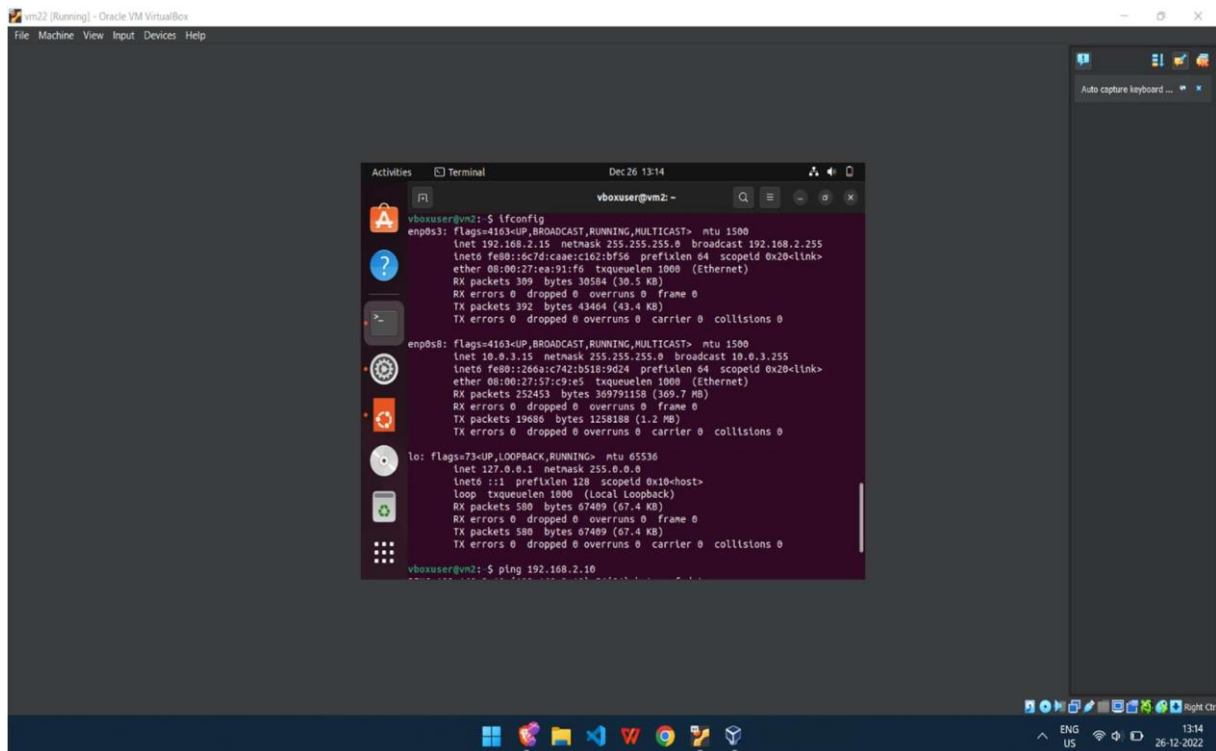 vm22 [Running] - Oracle VM VirtualBox
File Machine View Input Devices Help
Auto capture keyboard ...
Activities Terminal Dec 26 13:14
vboxuser@vm2: ~
vboxuser@vm2:~$ ifconfig
enp0s3: flags=4163<UP,BROADCAST,RUNNING,MULTICAST> mtu 1500
inet 192.168.2.15 netmask 255.255.255.0 broadcast 192.168.2.255
inet6 fe80::6c7d:caae:c162:bf56 prefixlen 64 scopeid 0x20<link>
ether 08:00:27:ea:91:f6 txqueuelen 1000 (Ethernet)
RX packets 309 bytes 30584 (30.5 KB)
RX errors 0 dropped 0 overruns 0 frame 0
TX packets 392 bytes 43464 (43.4 KB)
TX errors 0 dropped 0 overruns 0 carrier 0 collisions 0
enp0s8: flags=4163<UP,BROADCAST,RUNNING,MULTICAST> mtu 1500
inet 10.0.3.15 netmask 255.255.255.0 broadcast 10.0.3.255
inet6 fe80::266a:c742:b518:9d24 prefixlen 64 scopeid 0x20<link>
ether 08:00:27:57:c9:e5 txqueuelen 1000 (Ethernet)
RX packets 252453 bytes 369791158 (369.7 MB)
RX errors 0 dropped 0 overruns 0 frame 0
TX packets 19686 bytes 1258188 (1.2 MB)
TX errors 0 dropped 0 overruns 0 carrier 0 collisions 0
lo: flags=73<UP,LOOPBACK,RUNNING> mtu 65536
inet 127.0.0.1 netmask 255.0.0.0
inet6 ::1 prefixlen 128 scopeid 0x10<host>
loop txqueuelen 1000 (Local Loopback)
RX packets 580 bytes 67409 (67.4 KB)
RX errors 0 dropped 0 overruns 0 frame 0
TX packets 580 bytes 67409 (67.4 KB)
TX errors 0 dropped 0 overruns 0 carrier 0 collisions 0
vboxuser@vm2:~$ ping 192.168.2.10
Right Ctrl
ENG 13:14
US 26-12-2022